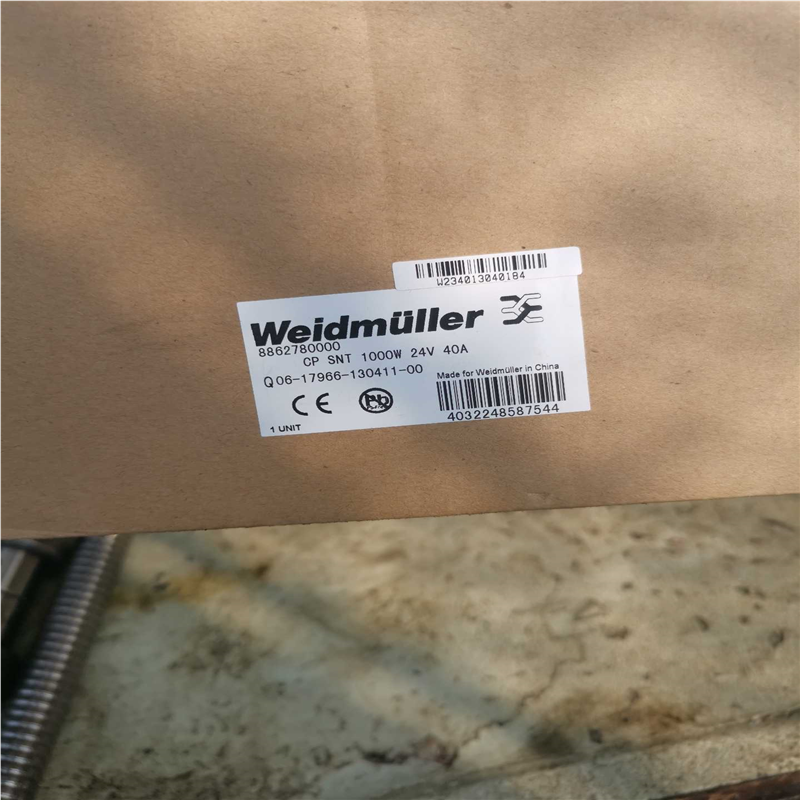 W234013040184
Weidmüller
8862780000
CP SNT 1000W 24V 40A
Q06-17966-130411-00
Made for Weidmüller in China
CE
Pb
4032248587544
1 UNIT